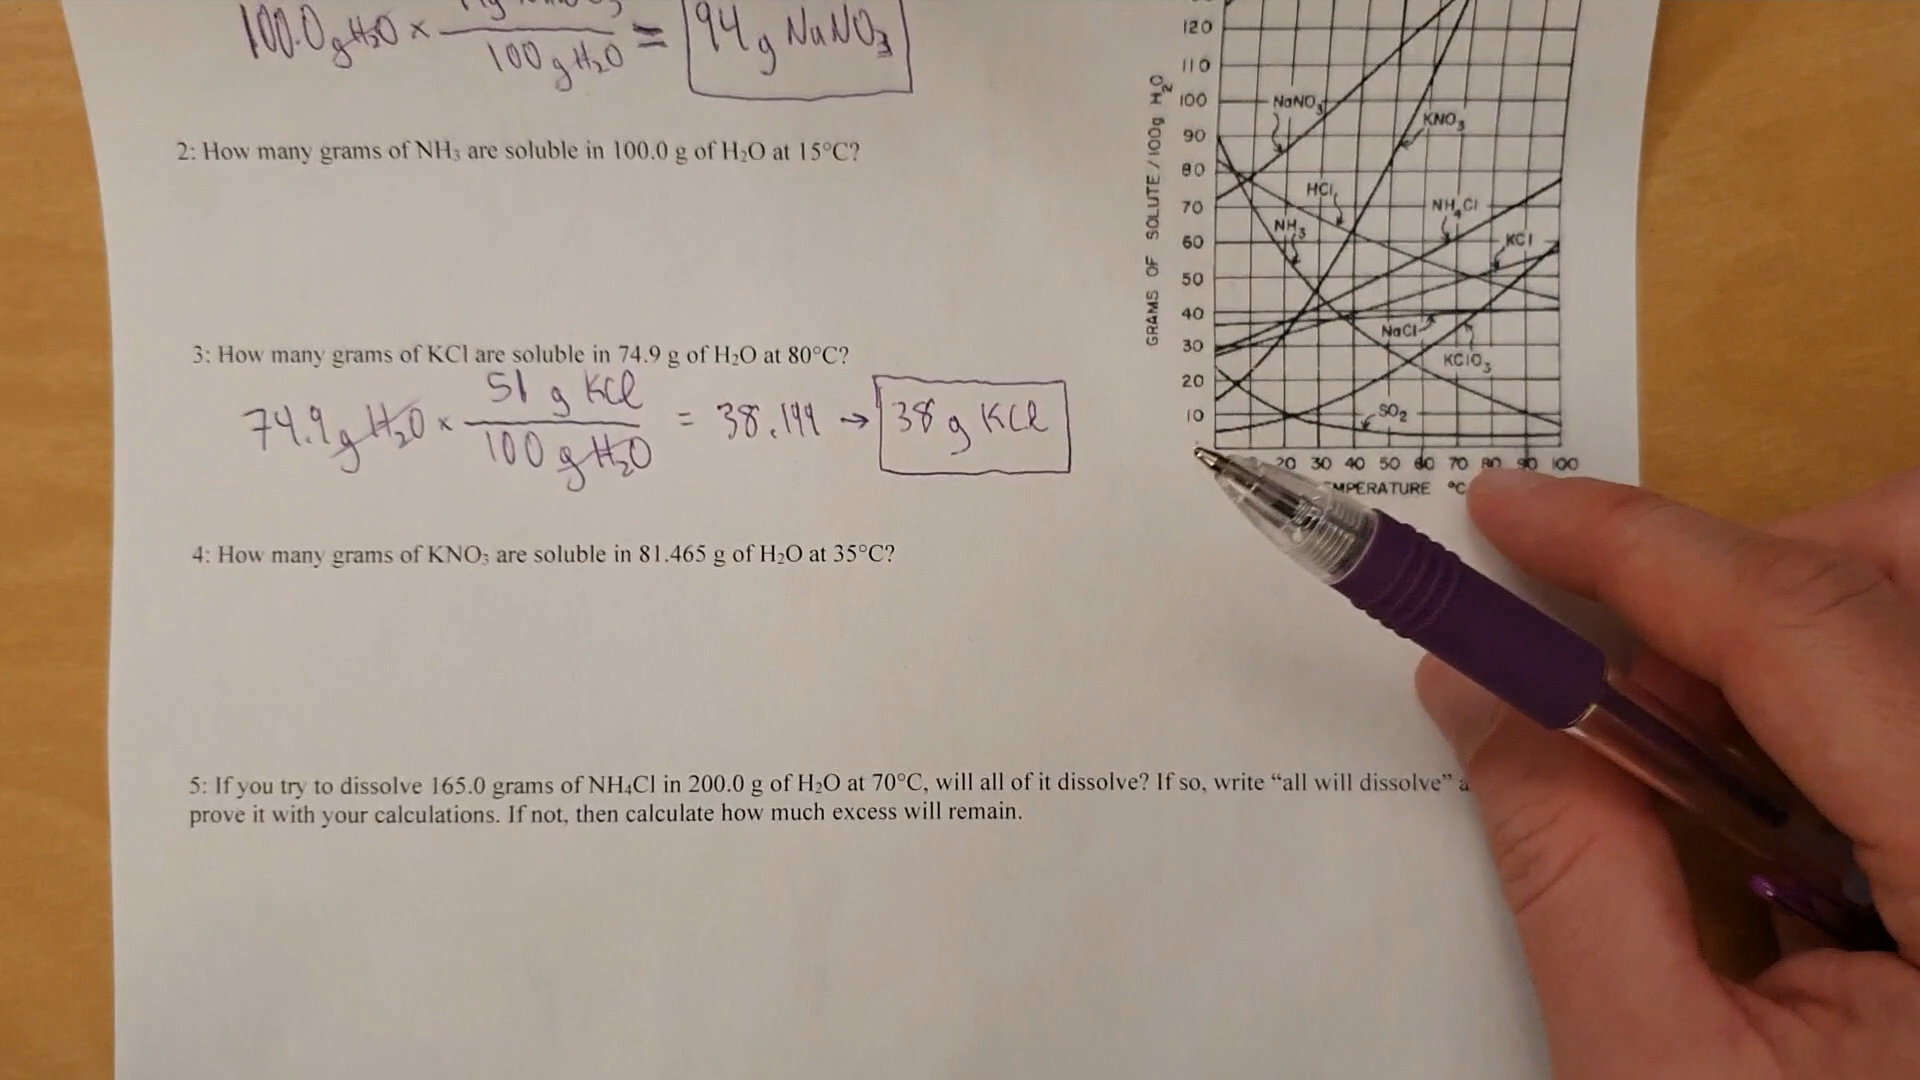 100.0 g H₂O ×
100 g H₂O
= 94 g NaNO₃
2: How many grams of NH₃ are soluble in 100.0 g of H₂O at 15°C?
3: How many grams of KCl are soluble in 74.9 g of H₂O at 80°C?
51 g KCl
74.9 g H₂O × = 38.199 → 38 g KCl
100 g H₂O
4: How many grams of KNO₃ are soluble in 81.465 g of H₂O at 35°C?
5: If you try to dissolve 165.0 grams of NH₄Cl in 200.0 g of H₂O at 70°C, will all of it dissolve? If so, write “all will dissolve”
prove it with your calculations. If not, then calculate how much excess will remain.
GRAMS OF SOLUTE / 100g H₂O
120
110
100
90
80
70
60
50
40
30
20
10
NaNO₃
KNO₃
HCl
NH₄Cl
NH₃
KCl
NaCl
KClO₃
SO₂
20 30 40 50 60 70 80 90 100
MPERATURE °C